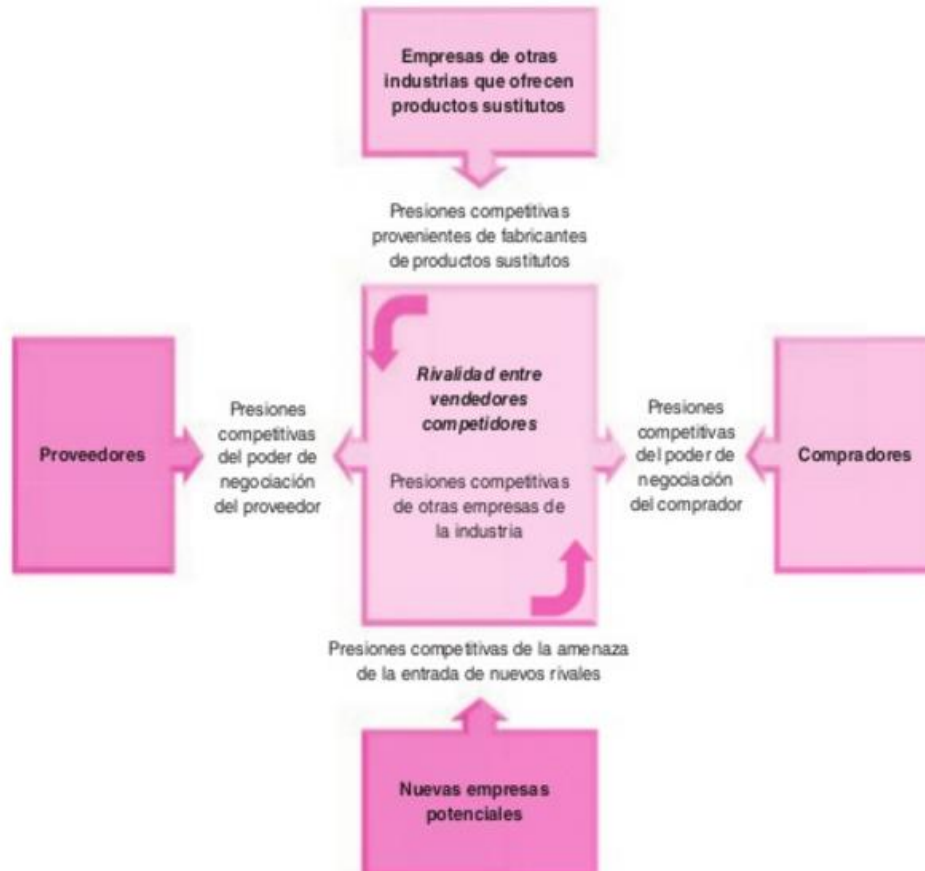 Empresas de otras
industrias que ofrecen
productos sustitutos
Presiones competitivas
provenientes de fabricantes
de productos sustitutos
Proveedores
Presiones
competitivas
del poder de
negociación
del proveedor
Rivalidad entre
vendedores
competidores
Presiones competitivas
de otras empresas de
la industria
Presiones
competitivas
del poder de
negociación
del comprador
Compradores
Presiones competitivas de la amenaza
de la entrada de nuevos rivales
Nuevas empresas
potenciales